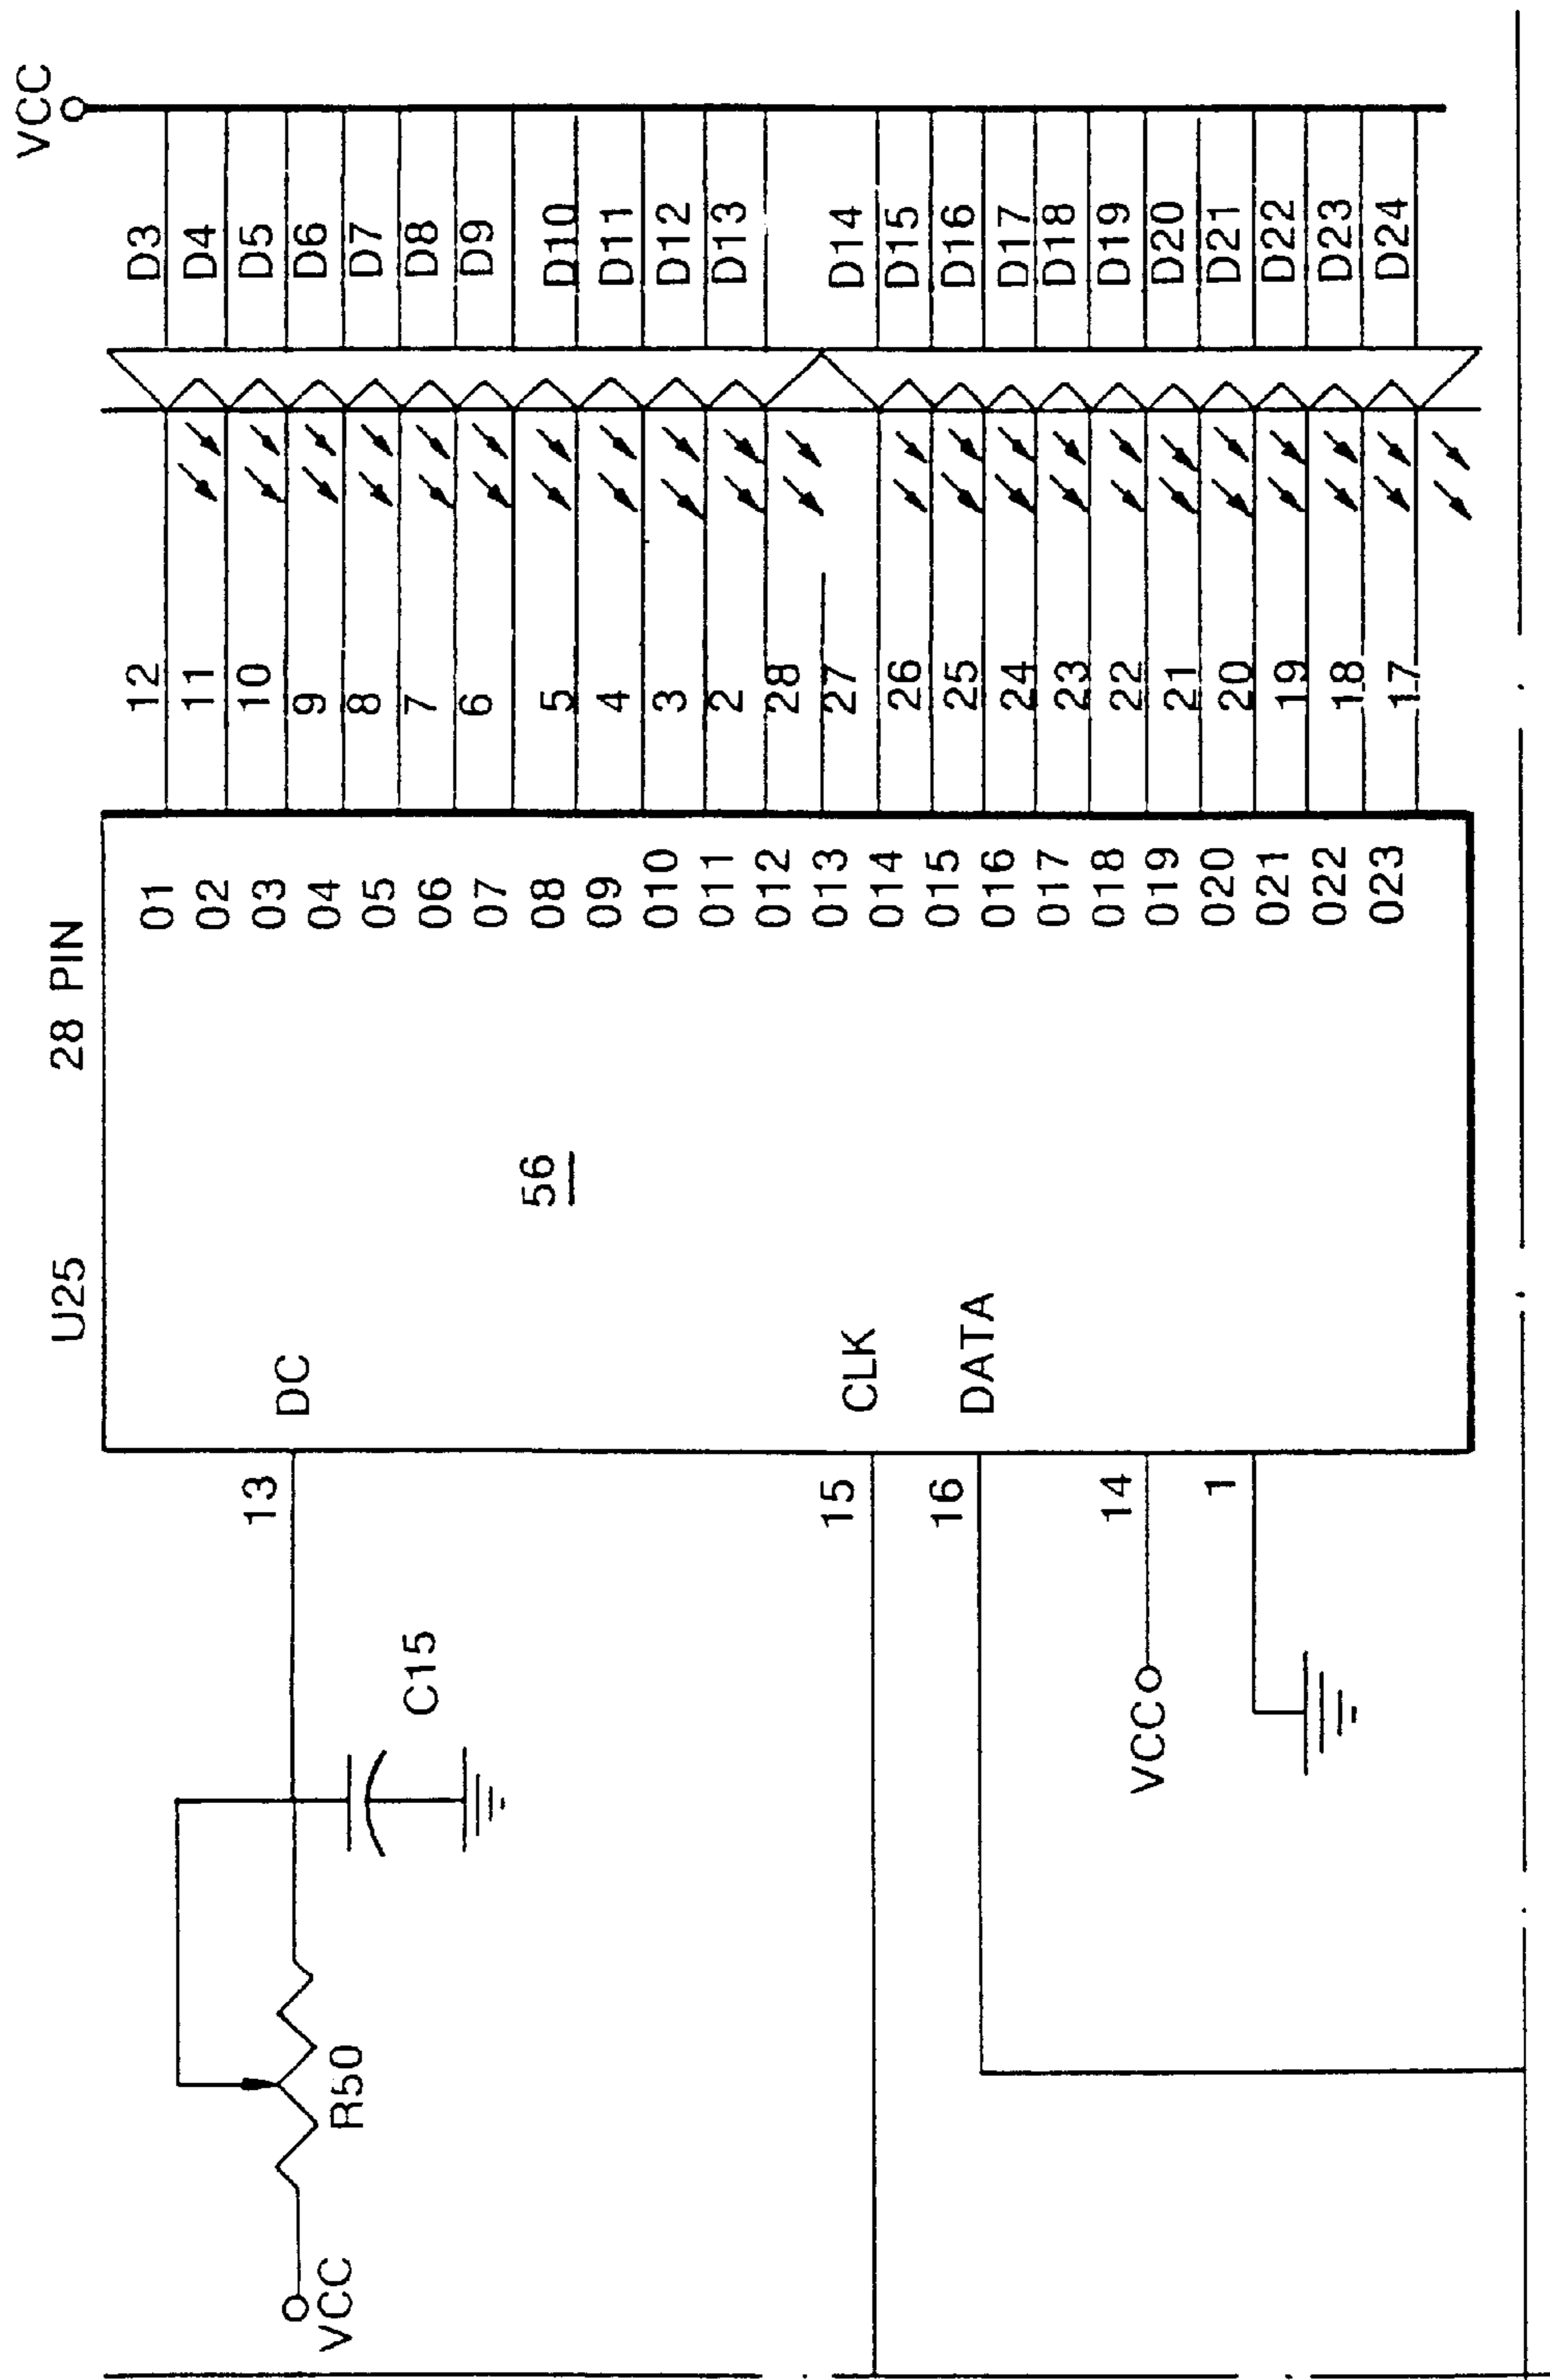 VCC
D3
D4
D5
D6
D7
D8
D9
D10
D11
D12
D13
D14
D15
D16
D17
D18
D19
D20
D21
D22
D23
D24
12
11
10
9
8
7
6
5
4
3
2
28
27
26
25
24
23
22
21
20
19
18
17
U25 28 PIN
01
02
03
04
05
06
07
08
09
010
011
012
013
014
015
016
017
018
019
020
021
022
023
56
DC
CLK
DATA
13
15
16
14
1
C15
VCC
R50
VCC